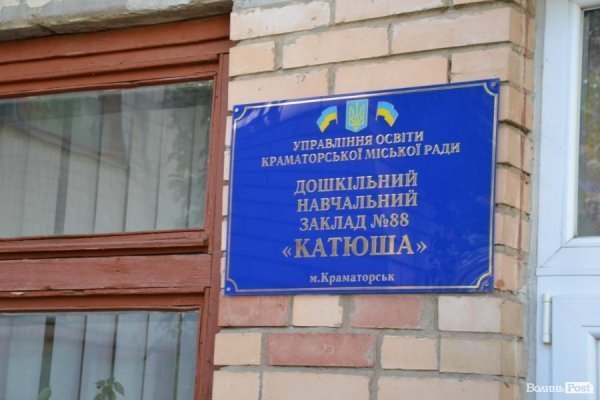 УПРАВЛІННЯ ОСВІТИ
КРАМАТОРСЬКОЇ МІСЬКОЇ РАДИ
ДОШКІЛЬНИЙ
НАВЧАЛЬНИЙ
ЗАКЛАД №88
«КАТЮША»
м.Краматорськ
ВолиньPost